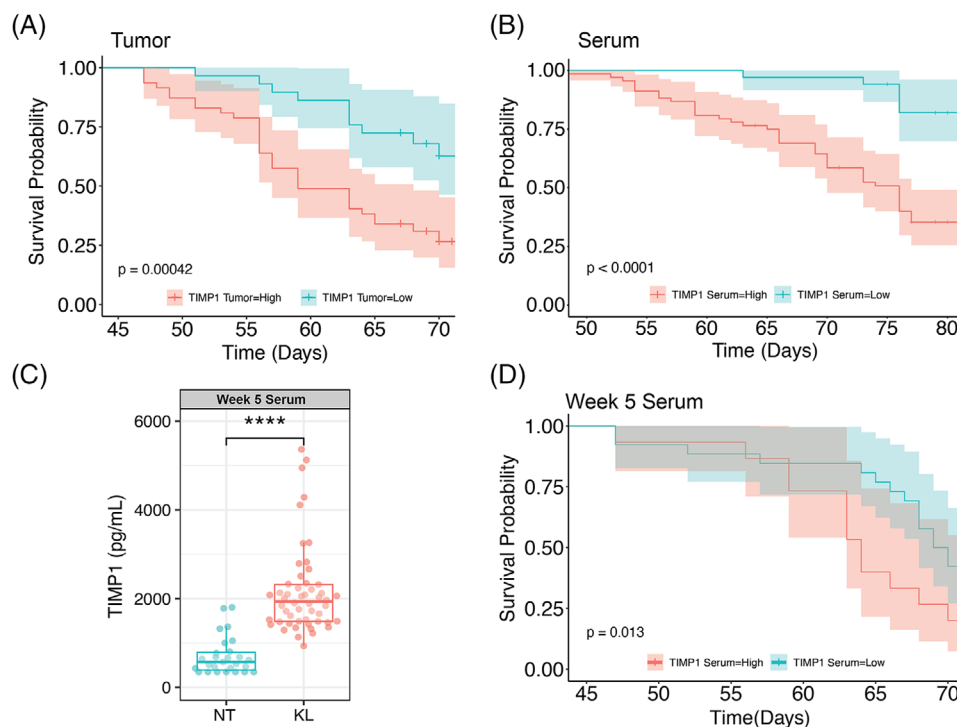 (A)
Tumor
1.00
0.75
0.50
0.25
0.00
Survival Probability
p = 0.00042
TIMP1 Tumor=High TIMP1 Tumor=Low
45 50 55 60 65 70
Time (Days)
(B)
Serum
1.00
0.75
0.50
0.25
0.00
Survival Probability
p < 0.0001
TIMP1 Serum=High TIMP1 Serum=Low
50 55 60 65 70 75 80
Time (Days)
(C)
Week 5 Serum
****
6000
4000
2000
0
TIMP1 (pg/mL)
NT KL
(D)
Week 5 Serum
1.00
0.75
0.50
0.25
0.00
Survival Probability
p = 0.013
TIMP1 Serum=High TIMP1 Serum=Low
45 50 55 60 65 70
Time(Days)